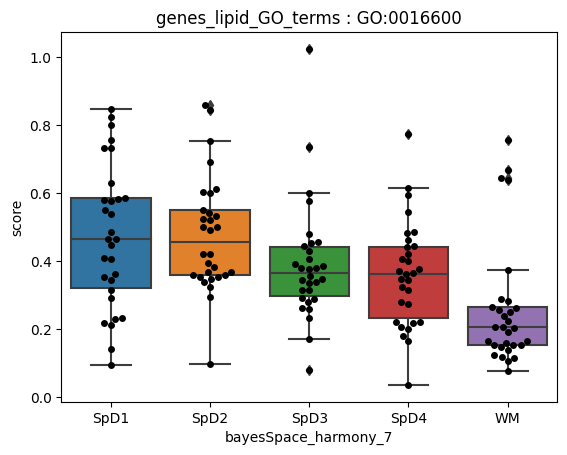 genes_lipid_GO_terms : GO:0016600
score
1.0
0.8
0.6
0.4
0.2
0.0
SpD1 SpD2 SpD3 SpD4 WM
bayesSpace_harmony_7